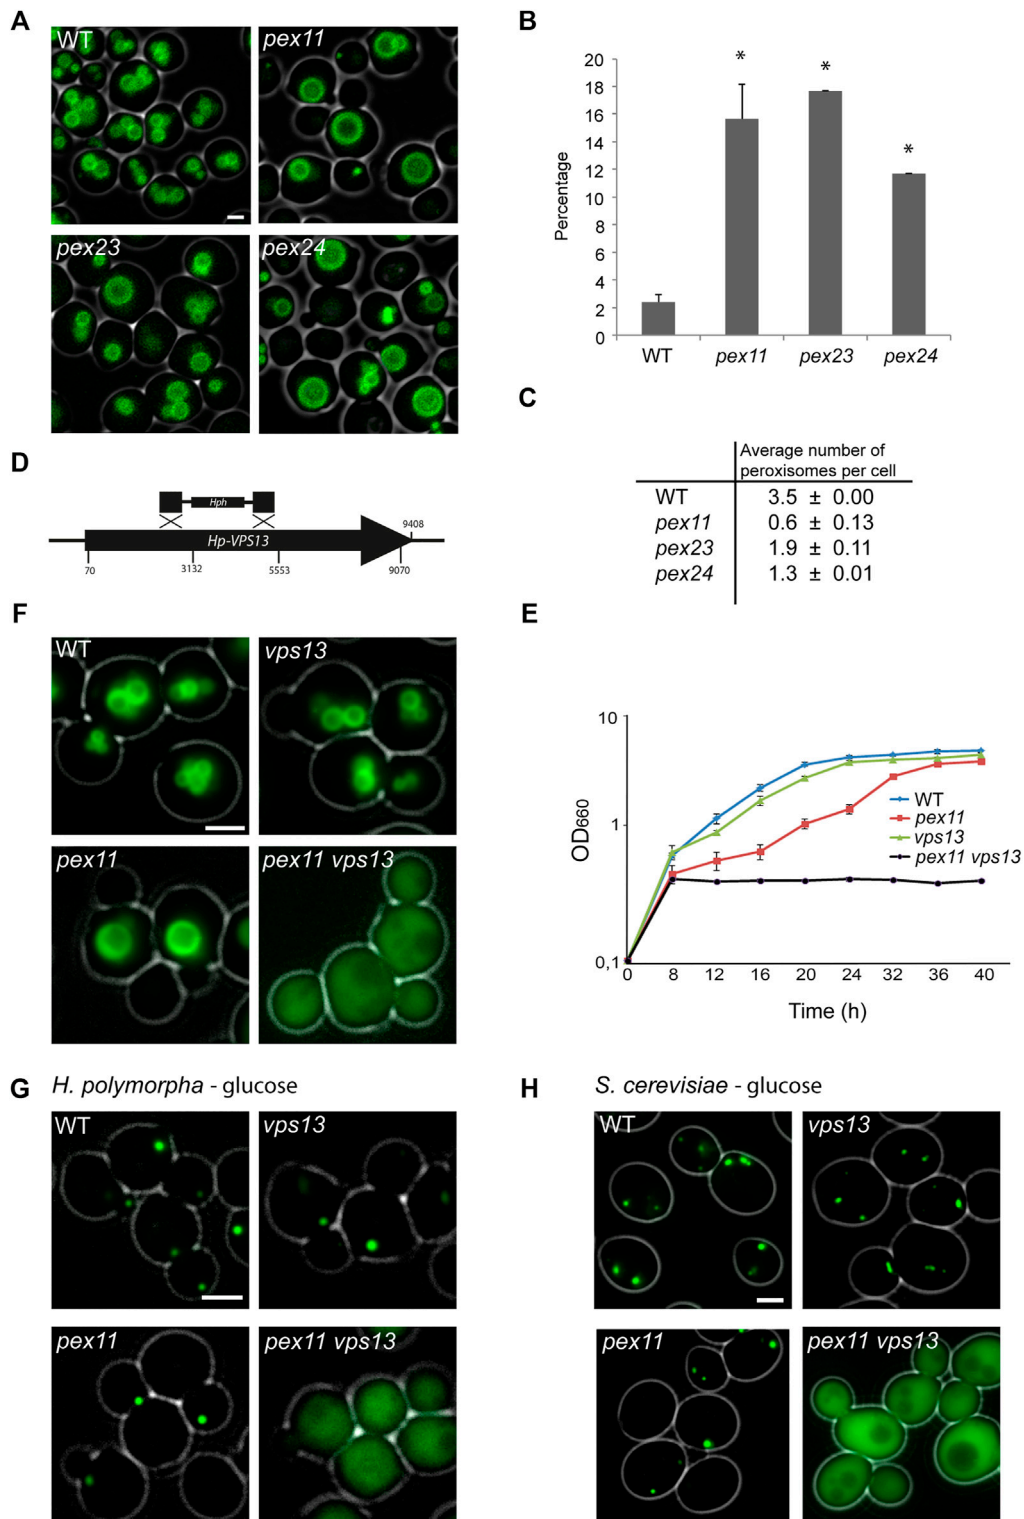 A
WT
pex11
pex23
pex24
B
20
18
16
14
12
10
8
6
4
2
0
Percentage
*
*
*
WT
pex11
pex23
pex24
C
Average number of
peroxisomes per cell
WT 3.5 ± 0.00
pex11 0.6 ± 0.13
pex23 1.9 ± 0.11
pex24 1.3 ± 0.01
D
Hph
9408
Hp-VPS13
70
3132
5553
9070
F
WT
vps13
pex11
pex11 vps13
E
10
1
0,1
OD660
WT
pex11
vps13
pex11 vps13
0 8 12 16 20 24 32 36 40
Time (h)
G
H. polymorpha - glucose
WT
vps13
pex11
pex11 vps13
H
S. cerevisiae - glucose
WT
vps13
pex11
pex11 vps13